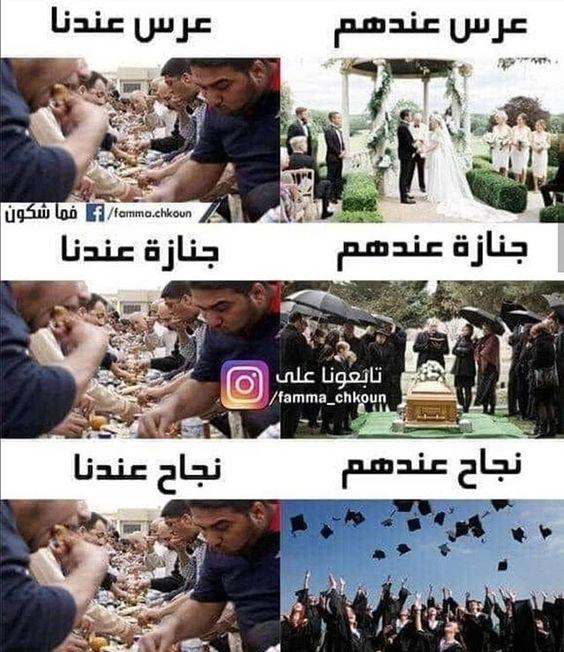 عرس عندهم
عرس عندنا
فما شكون f /famma.chkoun
جنازة عندهم
جنازة عندنا
تابعونا على
/famma_chkoun
نجاح عندهم
نجاح عندنا